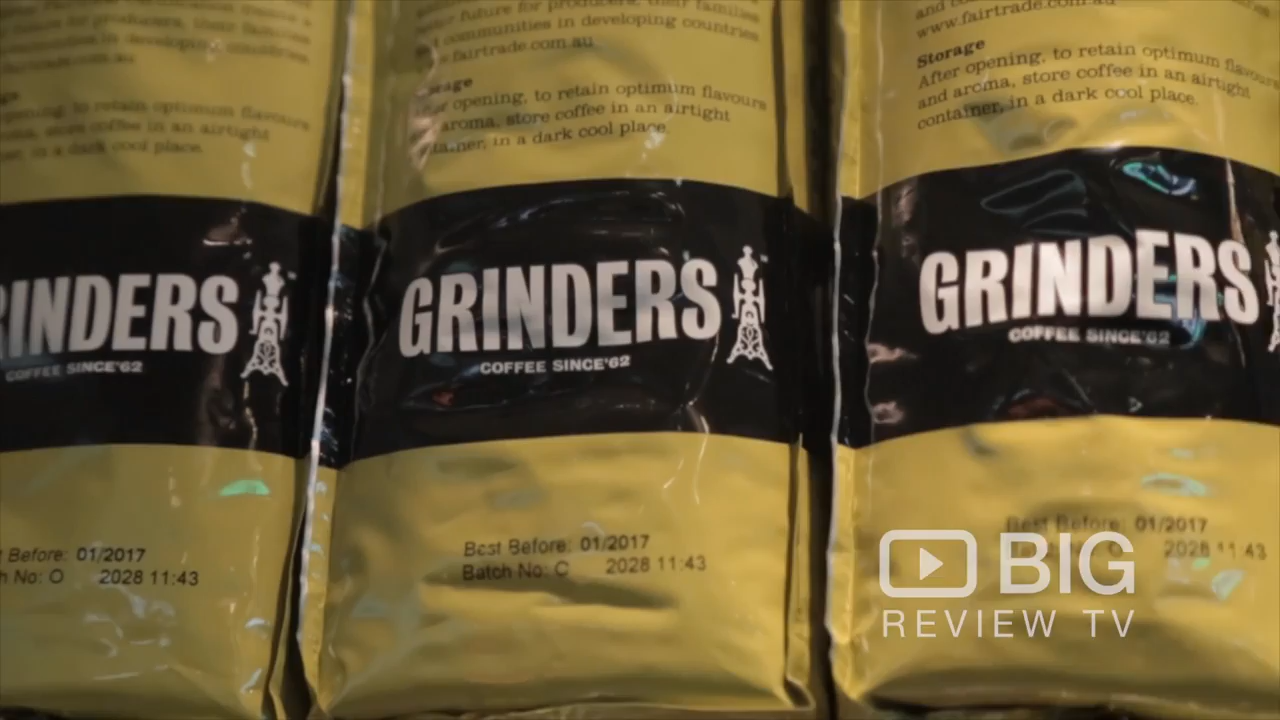 in developing countries
opening, to retain optimum flavours
store coffee in an airtight
in a dark cool place.
RINDERS
COFFEE SINCE'62
Before: 01/2017
h No: O 2028 11:43
future for producers, their families
communities in developing countries
fairtrade.com.au
opening, to retain optimum flavours
aroma, store coffee in an airtight
in a dark cool place.
GRINDERS
COFFEE SINCE'62
Best Before: 01/2017
Batch No: C 2028 11:43
www.fairtrade.com.au
Storage
After opening, to retain optimum flavours
and aroma, store coffee in an airtight
container, in a dark cool place.
GRINDERS
COFFEE SINCE'62
Best Before: 01/2017
2028 11:43
BIG
REVIEW TV